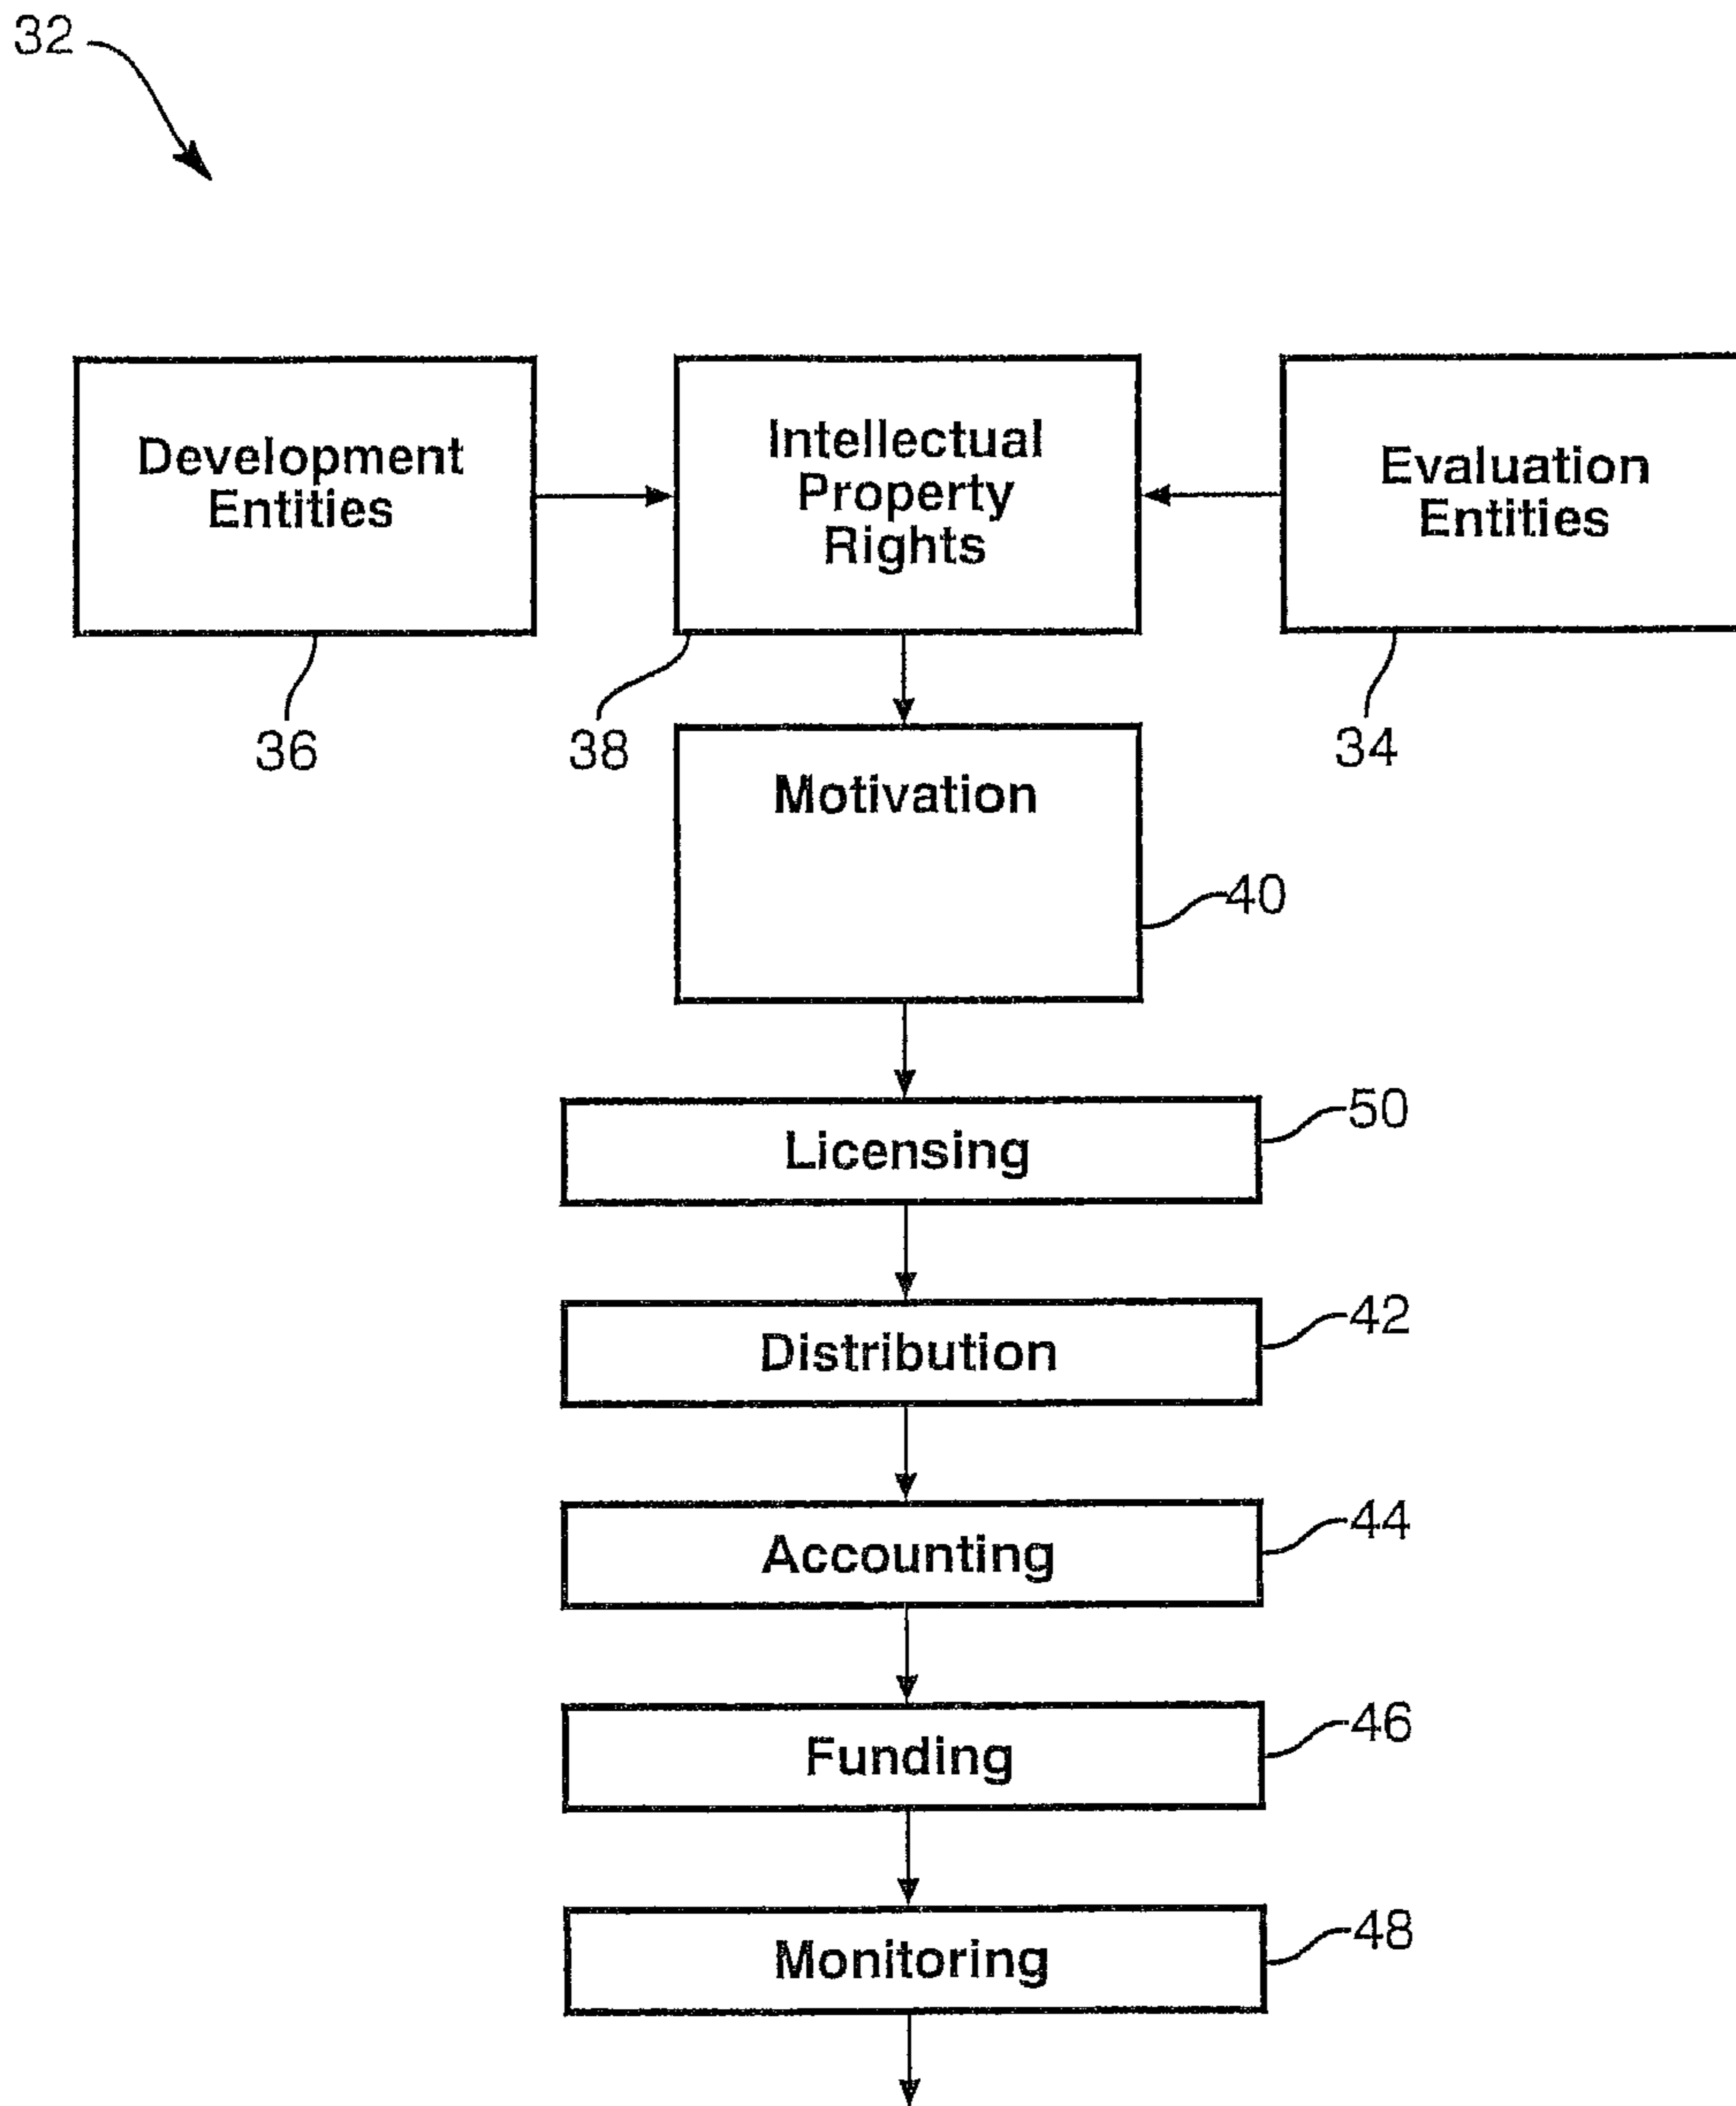 32
Development
Entities
Intellectual
Property
Rights
Evaluation
Entities
36
38
34
Motivation
40
50
Licensing
42
Distribution
44
Accounting
46
Funding
48
Monitoring